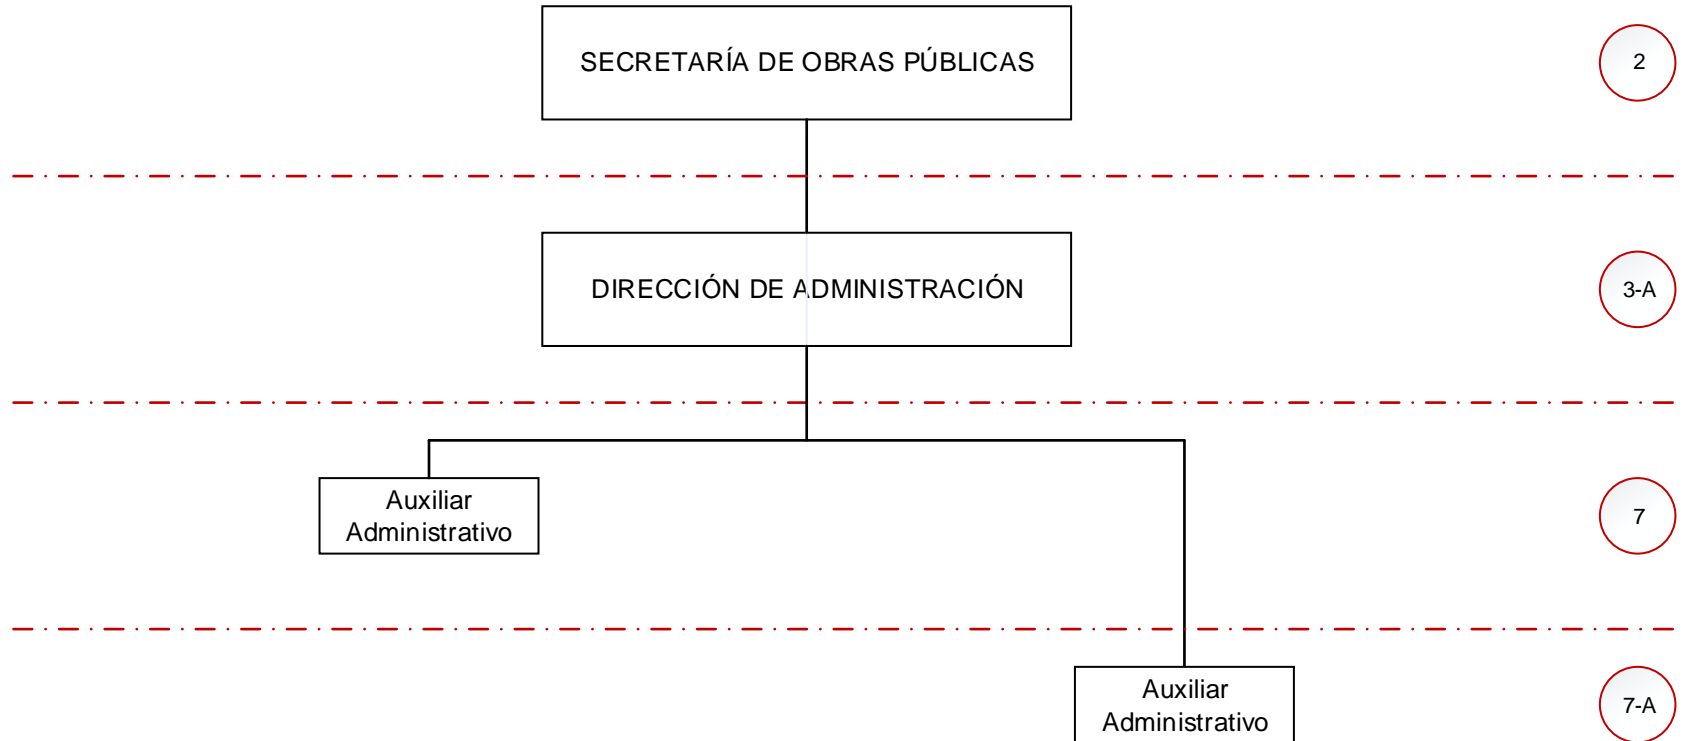 SECRETARÍA DE OBRAS PÚBLICAS
2
DIRECCIÓN DE ADMINISTRACIÓN
3-A
Auxiliar
Administrativo
7
Auxiliar
Administrativo
7-A